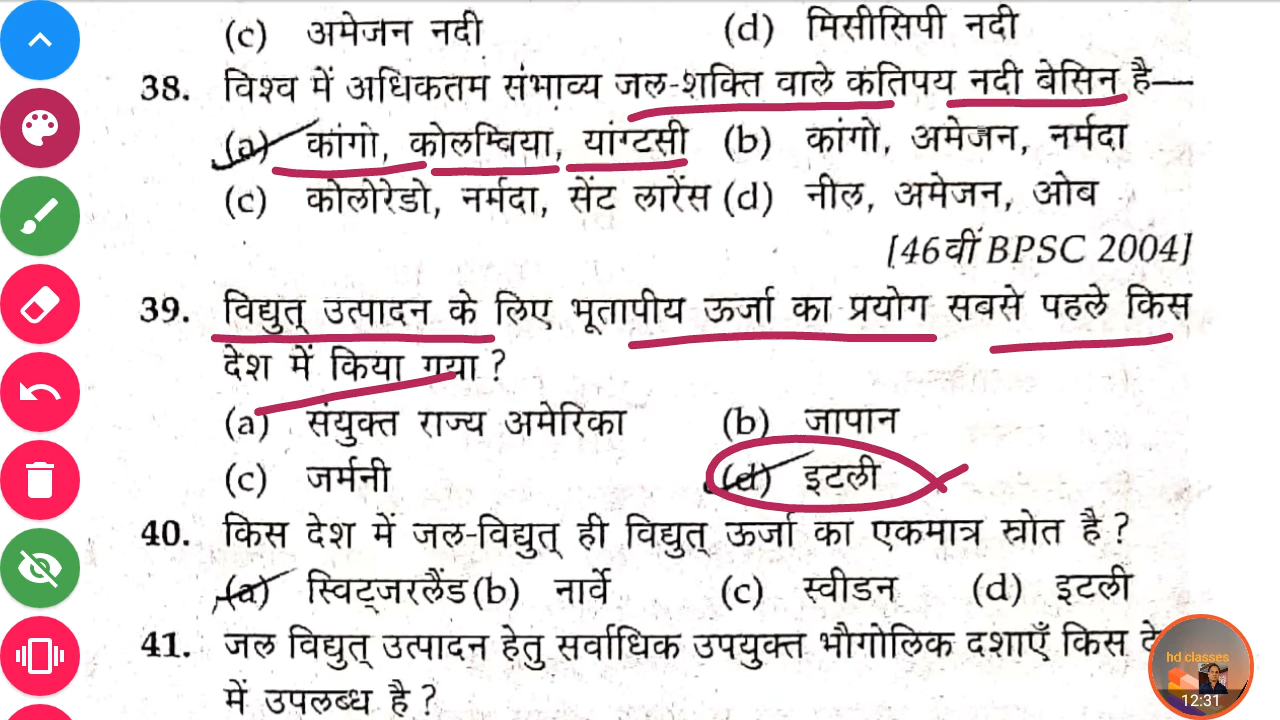 (c) अमेजन नदी (d) मिसीसिपी नदी
38. विश्व में अधिकतम संभाव्य जल-शक्ति वाले कतिपय नदी बेसिन है—
(a) कांगो, कोलम्बिया, यांग्टसी (b) कांगो, अमेजन, नर्मदा
(c) कोलोरेडो, नर्मदा, सेंट लारेंस (d) नील, अमेजन, ओब
[46वीं BPSC 2004]
39. विद्युत् उत्पादन के लिए भूतापीय ऊर्जा का प्रयोग सबसे पहले किस
देश में किया गया ?
(a) संयुक्त राज्य अमेरिका (b) जापान
(c) जर्मनी (d) इटली
40. किस देश में जल-विद्युत् ही विद्युत् ऊर्जा का एकमात्र स्रोत है ?
(a) स्विट्जरलैंड (b) नार्वे (c) स्वीडन (d) इटली
41. जल विद्युत् उत्पादन हेतु सर्वाधिक उपयुक्त भौगोलिक दशाएँ किस
में उपलब्ध है ?
hd classes
12:31